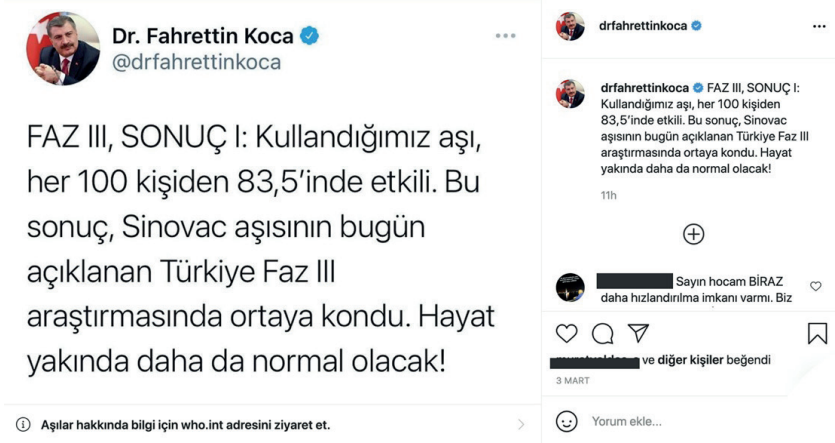 Dr. Fahrettin Koca
@drfahrettinkoca
FAZ III, SONUÇ I: Kullandığımız aşı,
her 100 kişiden 83,5'inde etkili. Bu
sonuç, Sinovac aşısının bugün
açıklanan Türkiye Faz III
araştırmasında ortaya kondu. Hayat
yakında daha da normal olacak!
Aşılar hakkında bilgi için who.int adresini ziyaret et.
drfahrettinkoca
drfahrettinkoca FAZ III, SONUÇ I:
Kullandığımız aşı, her 100 kişiden
83,5'inde etkili. Bu sonuç, Sinovac
aşısının bugün açıklanan Türkiye Faz III
araştırmasında ortaya kondu. Hayat
yakında daha da normal olacak!
11h
Sayın hocam BİRAZ
daha hızlandırılma imkanı varmı. Biz
ve diğer kişiler beğendi
3 MART
Yorum ekle...